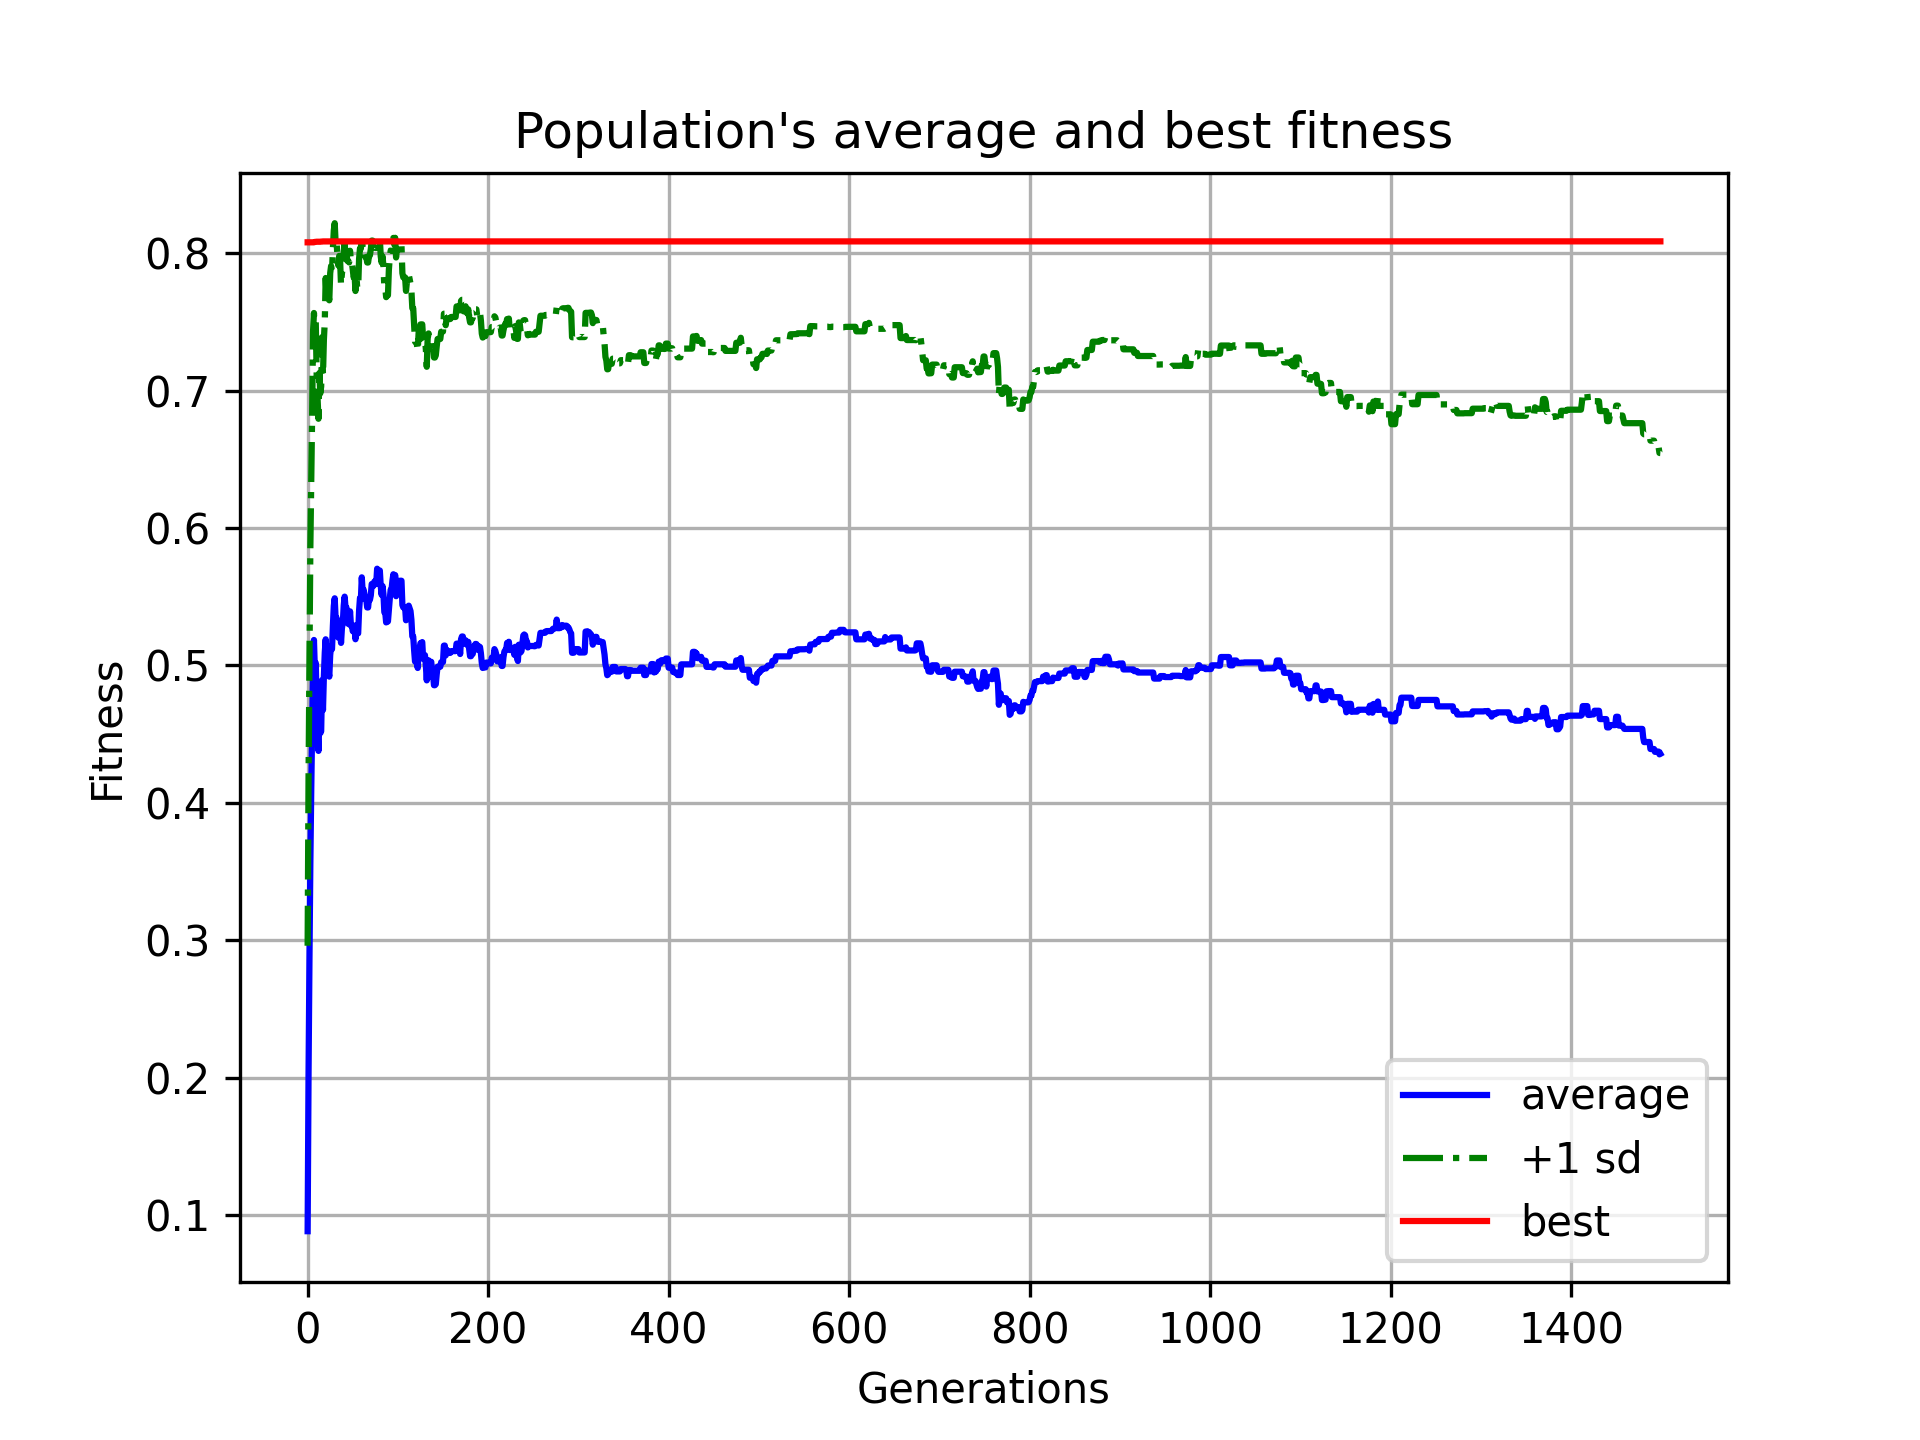 Population's average and best fitness
Fitness
0.8
0.7
0.6
0.5
0.4
0.3
0.2
0.1
average
+1 sd
best
0 200 400 600 800 1000 1200 1400
Generations